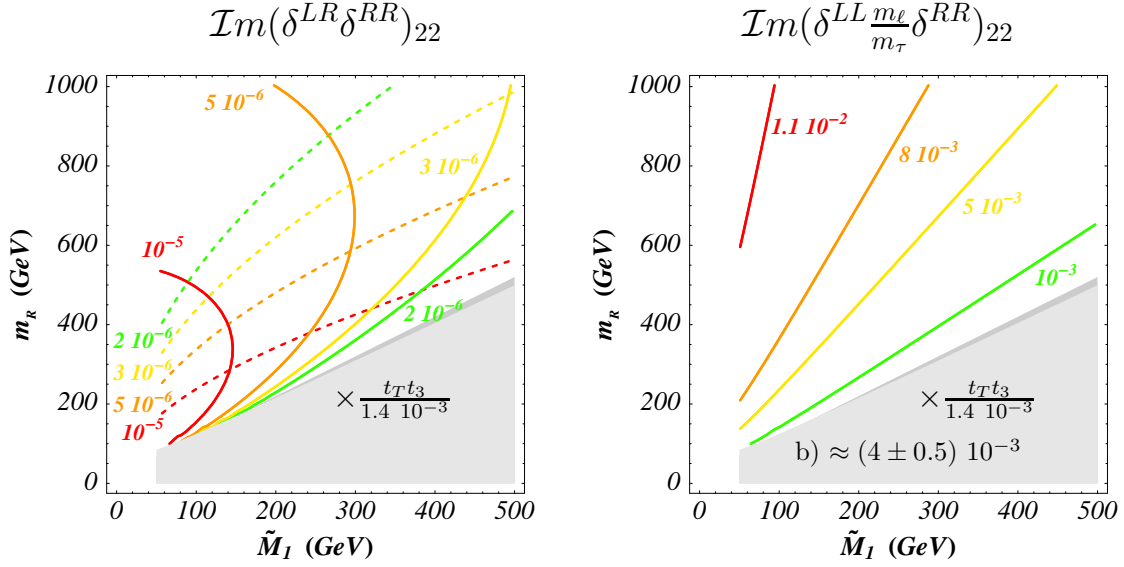 ℐm(δ^{LR} δ^{RR})_{22}
1000
800
600
400
200
0
m_R (GeV)
5 10^{-6}
3 10^{-6}
10^{-5}
2 10^{-6}
2 10^{-6}
3 10^{-6}
5 10^{-6}
10^{-5}
× \frac{t_T t_3}{1.4 10^{-3}}
0 100 200 300 400 500
M̃_1 (GeV)
ℐm(δ^{LL} \frac{m_ℓ}{m_τ} δ^{RR})_{22}
1000
800
600
400
200
0
m_R (GeV)
1.1 10^{-2}
8 10^{-3}
5 10^{-3}
10^{-3}
× \frac{t_T t_3}{1.4 10^{-3}}
b) ≈ (4 ± 0.5) 10^{-3}
0 100 200 300 400 500
M̃_1 (GeV)